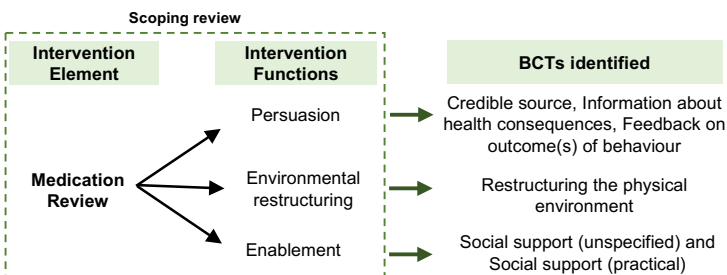 Scoping review
Intervention
Element
Intervention
Functions
BCTs identified
Persuasion
Credible source, Information about
health consequences, Feedback on
outcome(s) of behaviour
Medication
Review
Environmental
restructuring
Restructuring the physical
environment
Enablement
Social support (unspecified) and
Social support (practical)